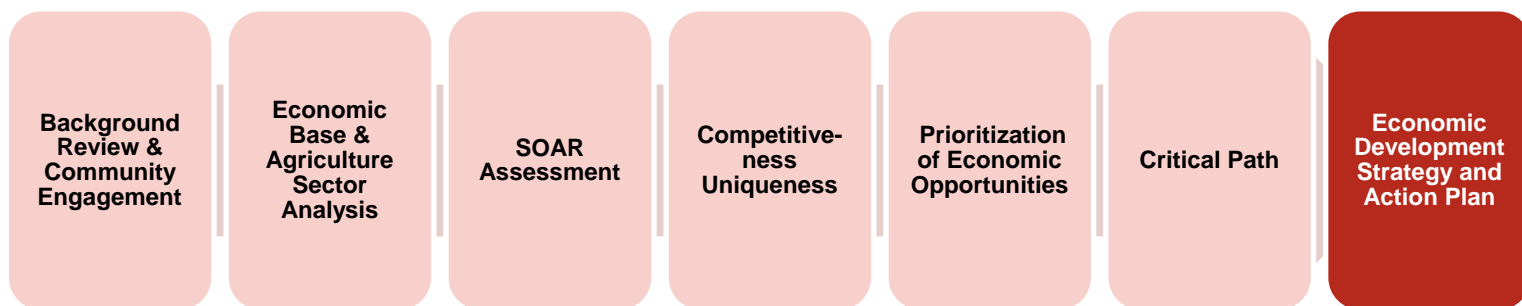 Background
Review &
Community
Engagement
Economic
Base &
Agriculture
Sector
Analysis
SOAR
Assessment
Competitive-
ness
Uniqueness
Prioritization
of Economic
Opportunities
Critical Path
Economic
Development
Strategy and
Action Plan